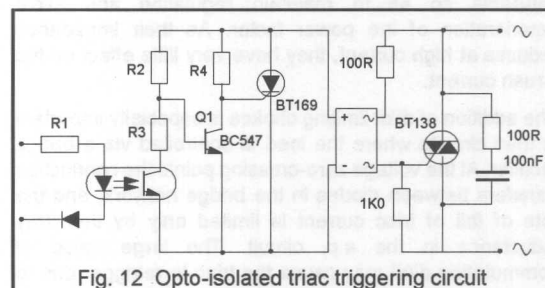 R2
R4
100R
R1
R3
Q1
BC547
BT169
BT138
100R
100nF
1K0
Fig. 12 Opto-isolated triac triggering circuit